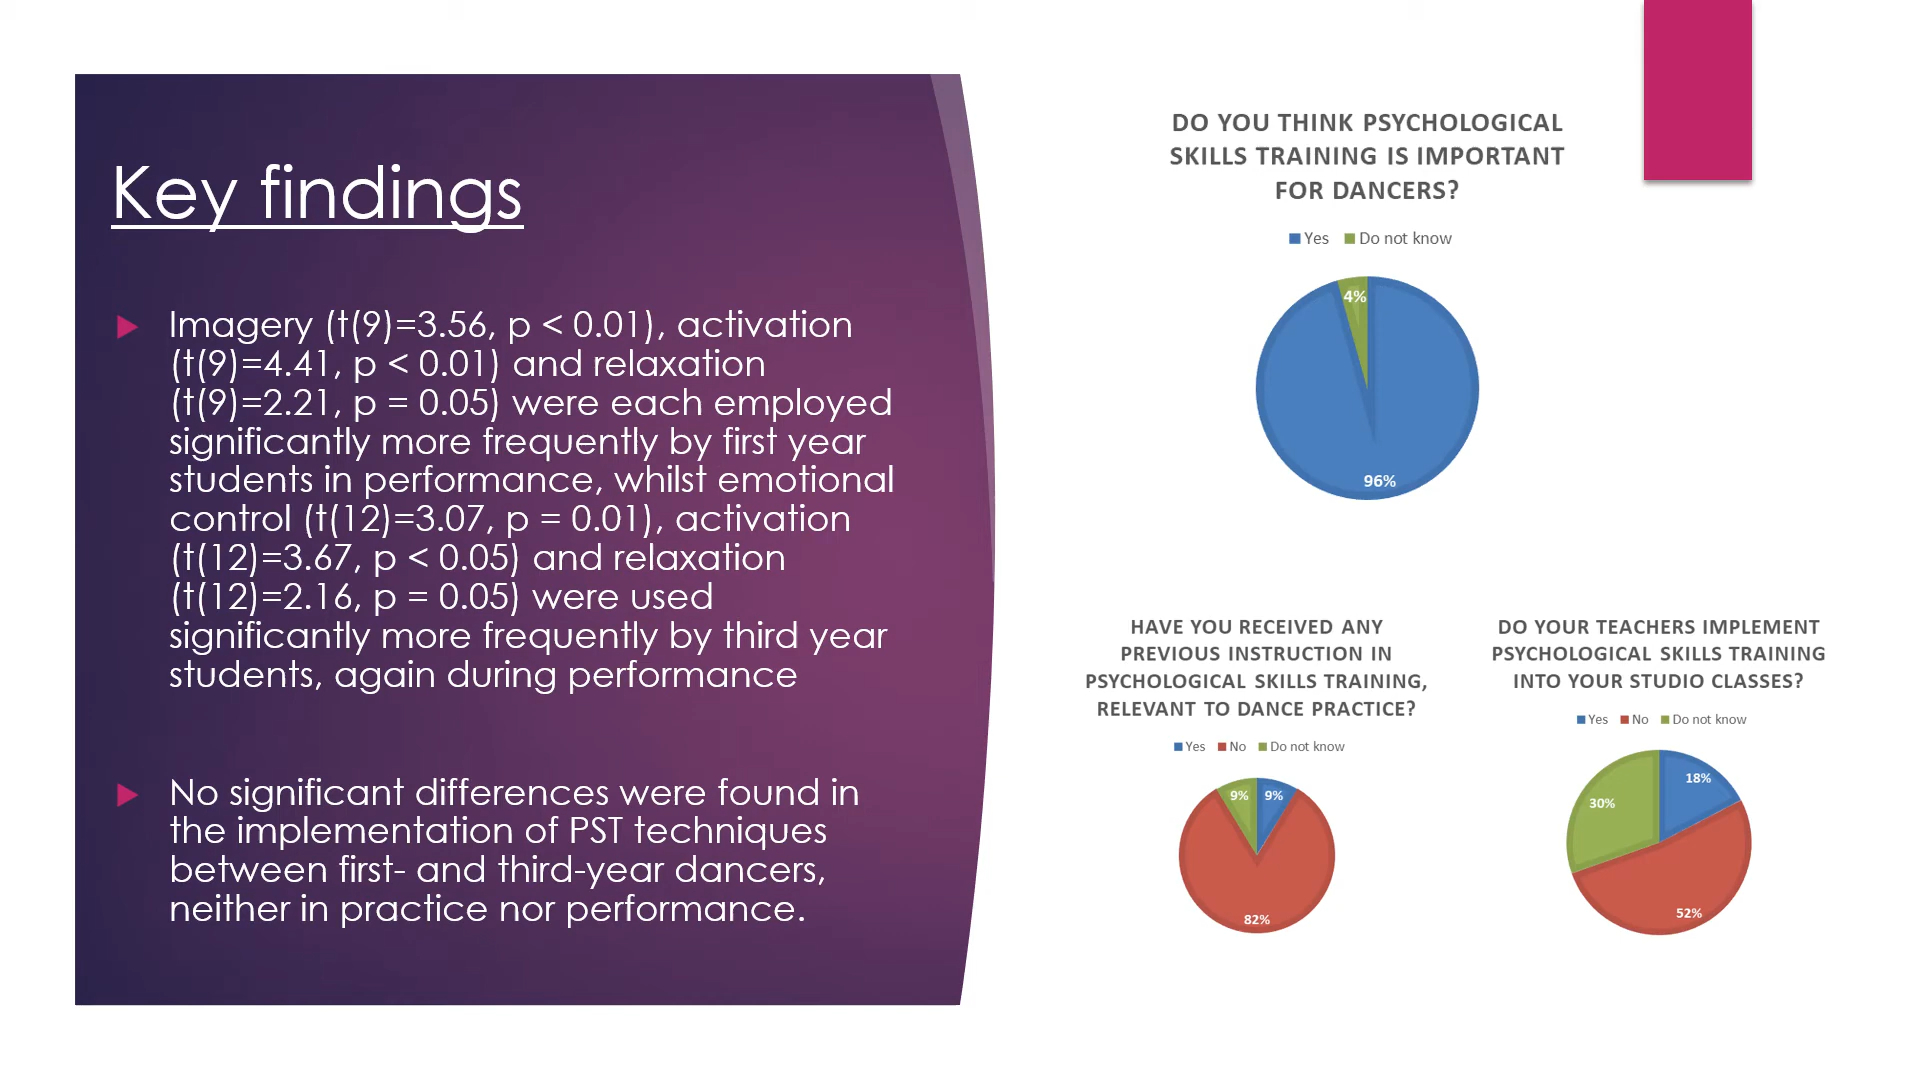 Key findings
Imagery (t(9)=3.56, p < 0.01), activation
(t(9)=4.41, p < 0.01) and relaxation
(t(9)=2.21, p = 0.05) were each employed
significantly more frequently by first year
students in performance, whilst emotional
control (t(12)=3.07, p = 0.01), activation
(t(12)=3.67, p < 0.05) and relaxation
(t(12)=2.16, p = 0.05) were used
significantly more frequently by third year
students, again during performance
No significant differences were found in
the implementation of PST techniques
between first- and third-year dancers,
neither in practice nor performance.
DO YOU THINK PSYCHOLOGICAL
SKILLS TRAINING IS IMPORTANT
FOR DANCERS?
Yes Do not know
4%
96%
HAVE YOU RECEIVED ANY
PREVIOUS INSTRUCTION IN
PSYCHOLOGICAL SKILLS TRAINING,
RELEVANT TO DANCE PRACTICE?
Yes No Do not know
9% 9%
82%
DO YOUR TEACHERS IMPLEMENT
PSYCHOLOGICAL SKILLS TRAINING
INTO YOUR STUDIO CLASSES?
Yes No Do not know
18%
30%
52%